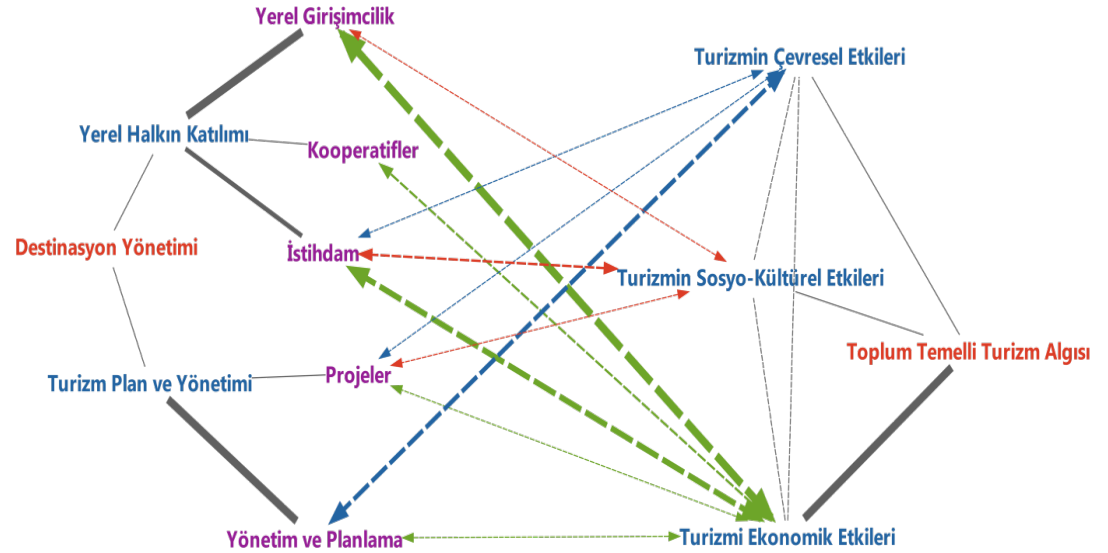 Yerel Girişimcilik
Turizmin Çevresel Etkileri
Yerel Halkın Katılımı
Kooperatifler
Destinasyon Yönetimi
İstihdam
Turizmin Sosyo-Kültürel Etkileri
Toplum Temelli Turizm Algısı
Turizm Plan ve Yönetimi
Projeler
Yönetim ve Planlama
Turizmi Ekonomik Etkileri